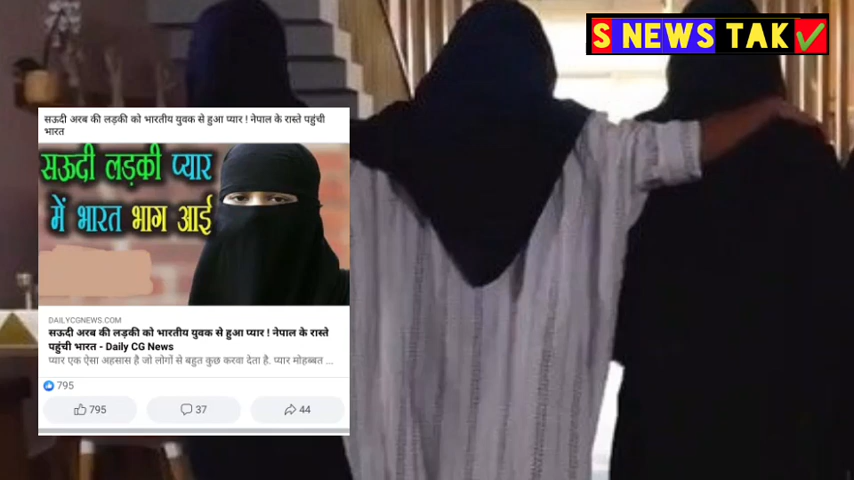 S NEWS TAK
सऊदी अरब की लड़की को भारतीय युवक से हुआ प्यार ! नेपाल के रास्ते पहुंची
भारत
सऊदी लड़की प्यार
में भारत भाग आई
DAILYCGNEWS.COM
सऊदी अरब की लड़की को भारतीय युवक से हुआ प्यार ! नेपाल के रास्ते
पहुंची भारत - Daily CG News
प्यार एक ऐसा अहसास है जो लोगों से बहुत कुछ करवा देता है. प्यार मोहब्बत ...
795
795 37 44